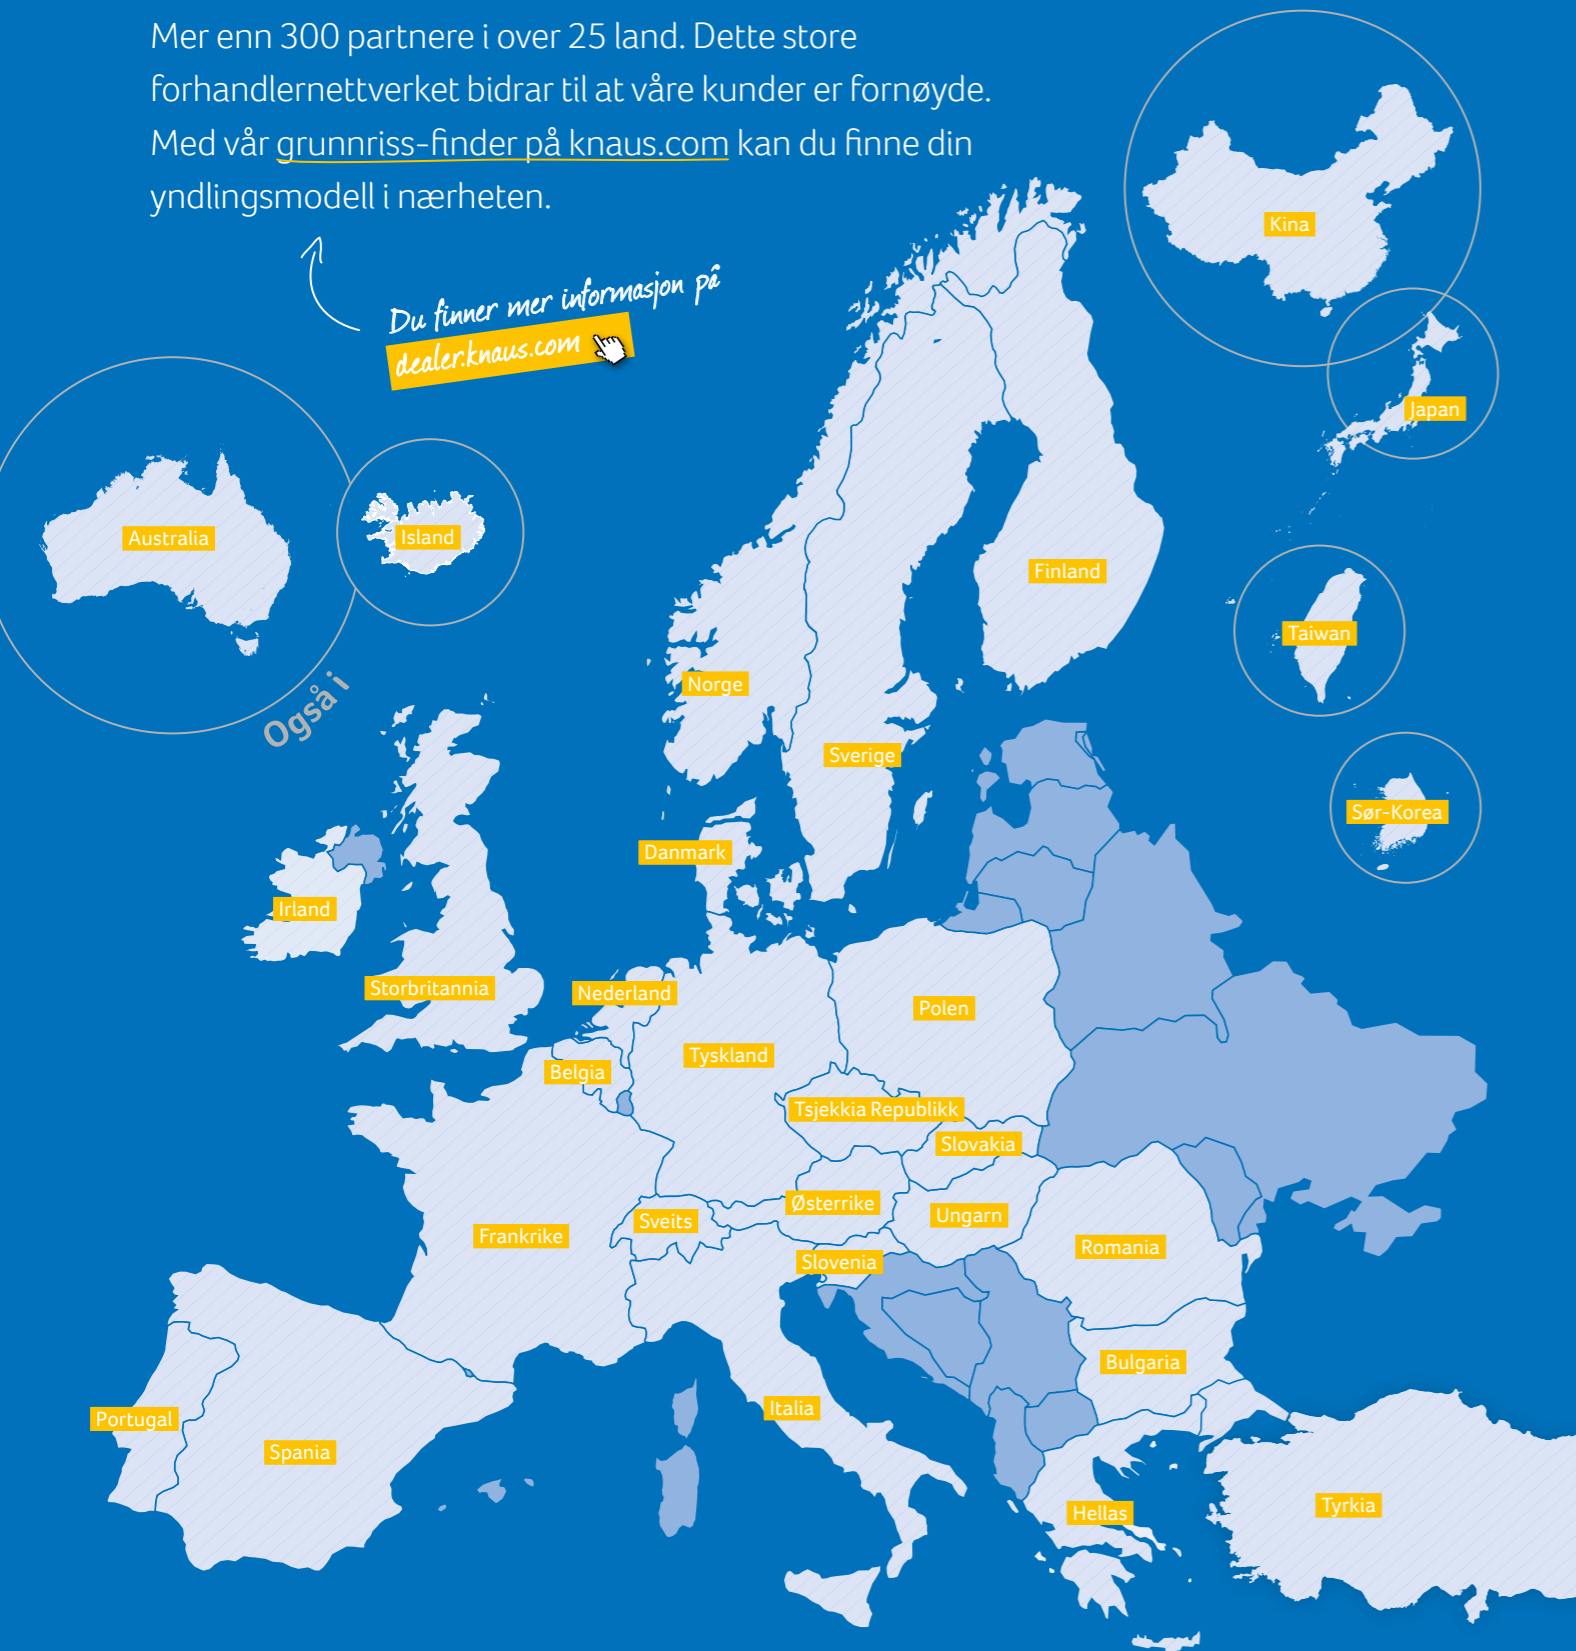 Mer enn 300 partnere i over 25 land. Dette store
forhandlernettverket bidrar til at våre kunder er fornøyde.
Med vår grunnriss-finder på knaus.com kan du finne din
yndlingsmodell i nærheten.
Du finner mer informasjon på
dealer.knaus.com
Kina
Japan
Australia
Island
Også i
Finland
Taiwan
Norge
Sverige
Sør-Korea
Danmark
Irland
Storbritannia
Nederland
Polen
Tyskland
Belgia
Tsjekkia Republikk
Slovakia
Østerrike
Ungarn
Sveits
Frankrike
Romania
Slovenia
Bulgaria
Italia
Portugal
Spania
Hellas
Tyrkia